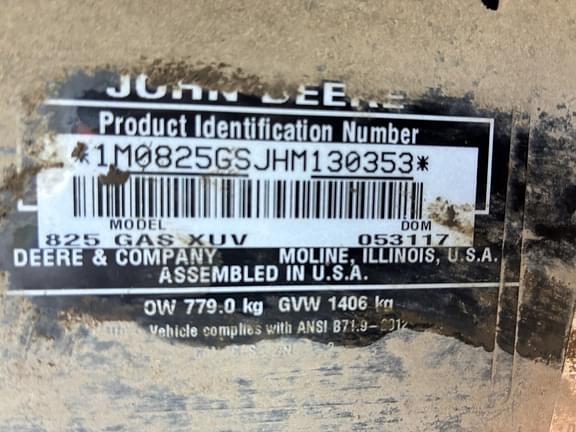 JOHN DEERE
Product Identification Number
*1M0825GSJHM130353*
MODEL DOM
825 GAS XUV 053117
DEERE & COMPANY MOLINE, ILLINOIS, U.S.A.
ASSEMBLED IN U.S.A.
OW 779.0 kg GVW 1406 kg
Vehicle complies with ANSI B71.9-2012